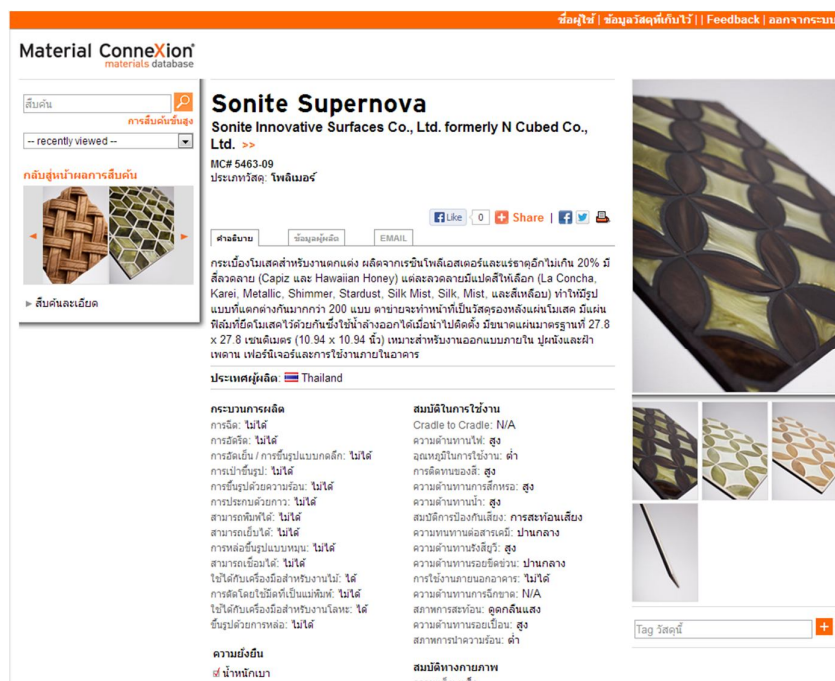 ชื่อผู้ใช้ | ข้อมูลวัสดุที่เก็บไว้ | | Feedback | ออกจากระบบ
Material ConneXion
materials database
สืบค้น
การสืบค้นขั้นสูง
-- recently viewed --
กลับสู่หน้าผลการสืบค้น
สืบค้นละเอียด
Sonite Supernova
Sonite Innovative Surfaces Co., Ltd. formerly N Cubed Co.,
Ltd. >>
MC# 5463-09
ประเภทวัสดุ: โพลิเมอร์
Like 0 Share |
คำอธิบาย ข้อมูลผู้ผลิต EMAIL
กระเบื้องโมเสคสำหรับงานตกแต่ง ผลิตจากเรซินโพลีเอสเตอร์และแร่ธาตุอีกไม่เกิน 20% มี
สี่ลวดลาย (Capiz และ Hawaiian Honey) แต่ละลวดลายมีแปดสีให้เลือก (La Concha,
Karei, Metallic, Shimmer, Stardust, Silk Mist, Silk, Mist, และสีเหลือบ) ทำให้มีรูป
แบบที่แตกต่างกันมากกว่า 200 แบบ ตาข่ายจะทำหน้าที่เป็นวัสดุรองหลังแผ่นโมเสค มีแผ่น
ฟิล์มที่ยึดโมเสคไว้ด้วยกันซึ่งใช้น้ำล้างออกได้เมื่อนำไปติดตั้ง มีขนาดแผ่นมาตรฐานที่ 27.8
x 27.8 เซนติเมตร (10.94 x 10.94 นิ้ว) เหมาะสำหรับงานออกแบบภายใน ปูผนังและฝ้า
เพดาน เฟอร์นิเจอร์และการใช้งานภายในอาคาร
ประเทศผู้ผลิต: Thailand
กระบวนการผลิต
การฉีด: ไม่ได้
การอัดรีด: ไม่ได้
การอัดเย็น / การขึ้นรูปแบบกดลึก: ไม่ได้
การเป่าขึ้นรูป: ไม่ได้
การขึ้นรูปด้วยความร้อน: ไม่ได้
การประกบด้วยกาว: ไม่ได้
สามารถพิมพ์ได้: ไม่ได้
สามารถเย็บได้: ไม่ได้
การหล่อขึ้นรูปแบบหมุน: ไม่ได้
สามารถเชื่อมได้: ไม่ได้
ใช้ได้กับเครื่องมือสำหรับงานไม้: ได้
การตัดโดยใช้มีดที่เป็นแม่พิมพ์: ไม่ได้
ใช้ได้กับเครื่องมือสำหรับงานโลหะ: ได้
ขึ้นรูปด้วยการหล่อ: ไม่ได้
ความยั่งยืน
น้ำหนักเบา
สมบัติในการใช้งาน
Cradle to Cradle: N/A
ความต้านทานไฟ: สูง
อุณหภูมิในการใช้งาน: ต่ำ
การติดทนของสี: สูง
ความต้านทานการสึกหรอ: สูง
ความต้านทานน้ำ: สูง
สมบัติการป้องกันเสียง: การสะท้อนเสียง
ความทนทานต่อสารเคมี: ปานกลาง
ความต้านทานรังสียูวี: สูง
ความต้านทานรอยขีดข่วน: ปานกลาง
การใช้งานภายนอกอาคาร: ไม่ได้
ความต้านทานการฉีกขาด: N/A
สภาพการสะท้อน: ดูดกลืนแสง
ความต้านทานรอยเปื้อน: สูง
สภาพการนำความร้อน: ต่ำ
สมบัติทางกายภาพ
Tag วัสดุนี้